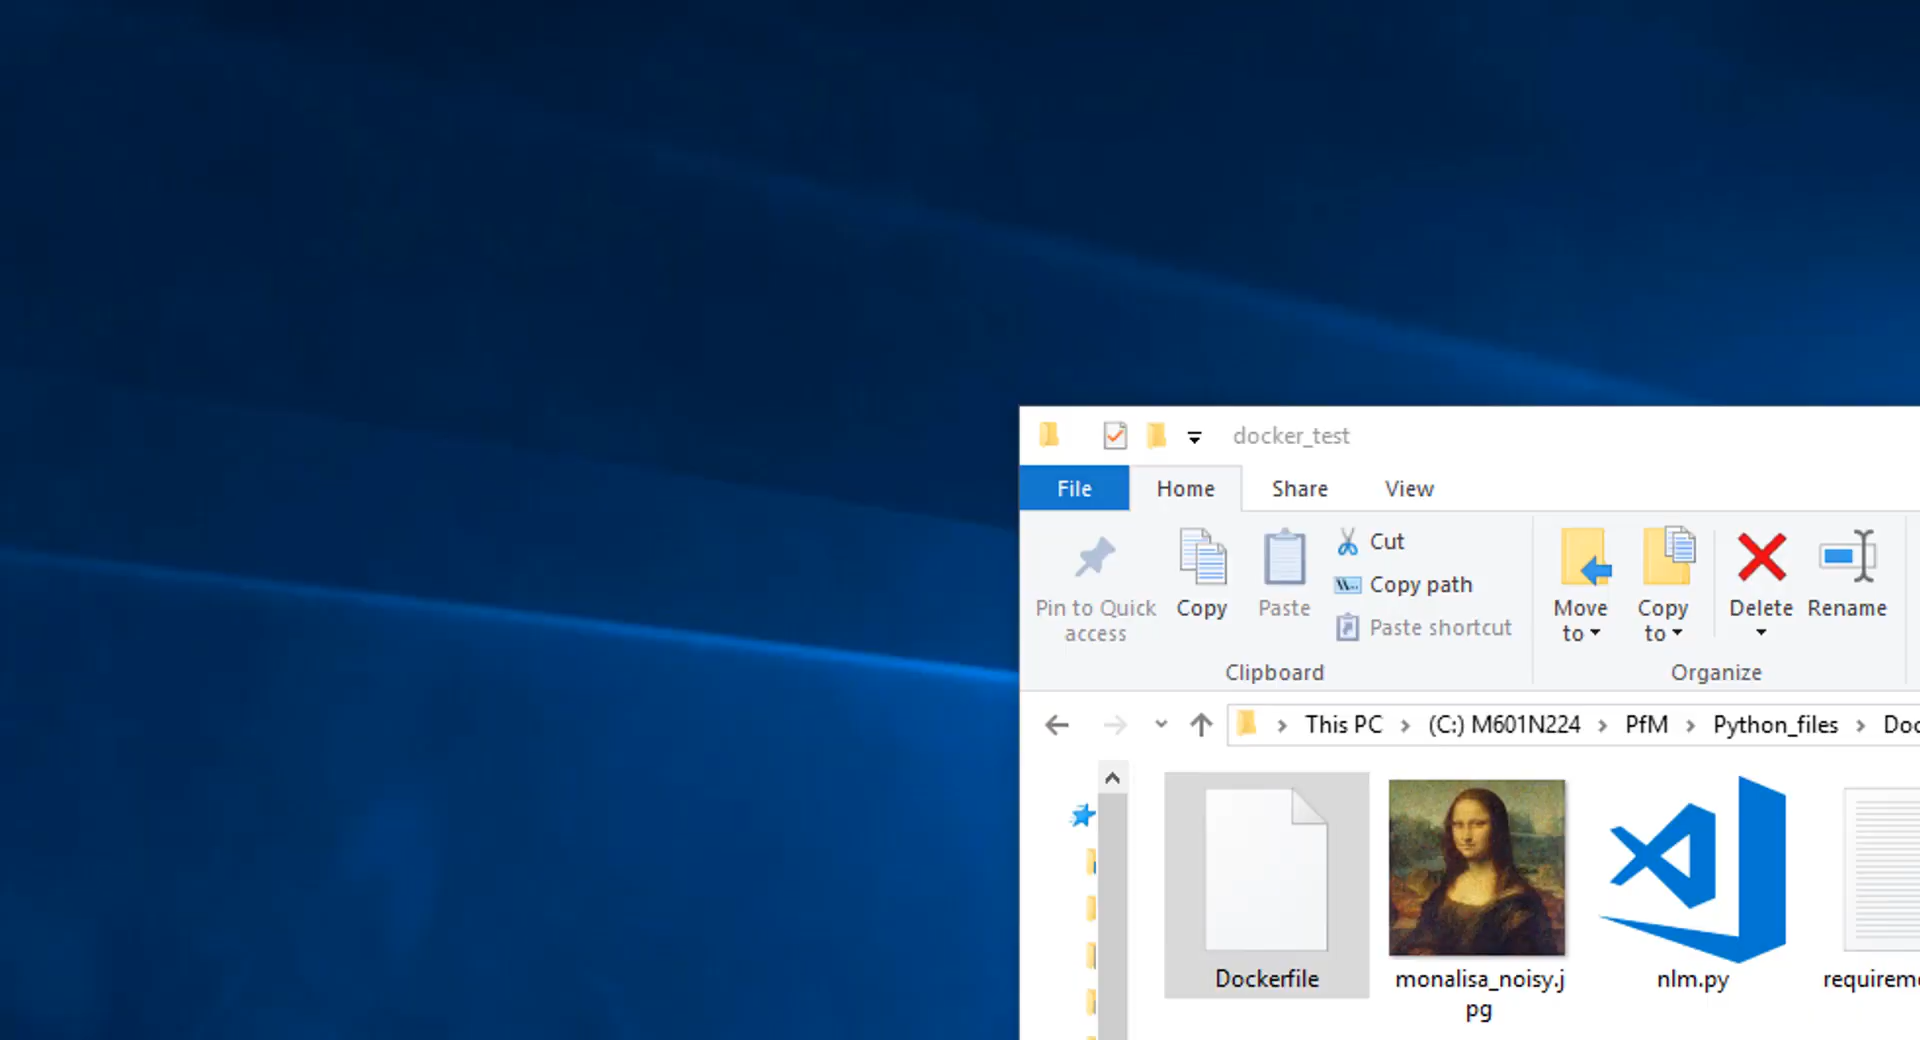 docker_test
File Home Share View
Pin to Quick access
Copy
Paste
Cut
Copy path
Paste shortcut
Move to
Copy to
Delete
Rename
Clipboard
Organize
This PC > (C:) M601N224 > PfM > Python_files >
Dockerfile
monalisa_noisy.j
pg
nlm.py